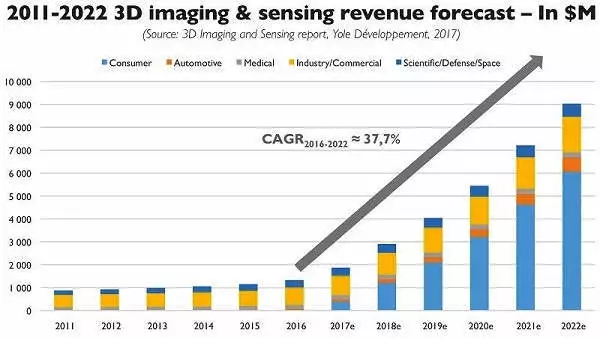 2011-2022 3D imaging & sensing revenue forecast – In $M
(Source: 3D Imaging and Sensing report, Yole Développement, 2017)
Consumer Automotive Medical Industry/Commercial Scientific/Defense/Space
10 000
9 000
8 000
7 000
6 000
5 000
4 000
3 000
2 000
1 000
0
CAGR2016-2022 ≈ 37,7%
2011 2012 2013 2014 2015 2016 2017e 2018e 2019e 2020e 2021e 2022e